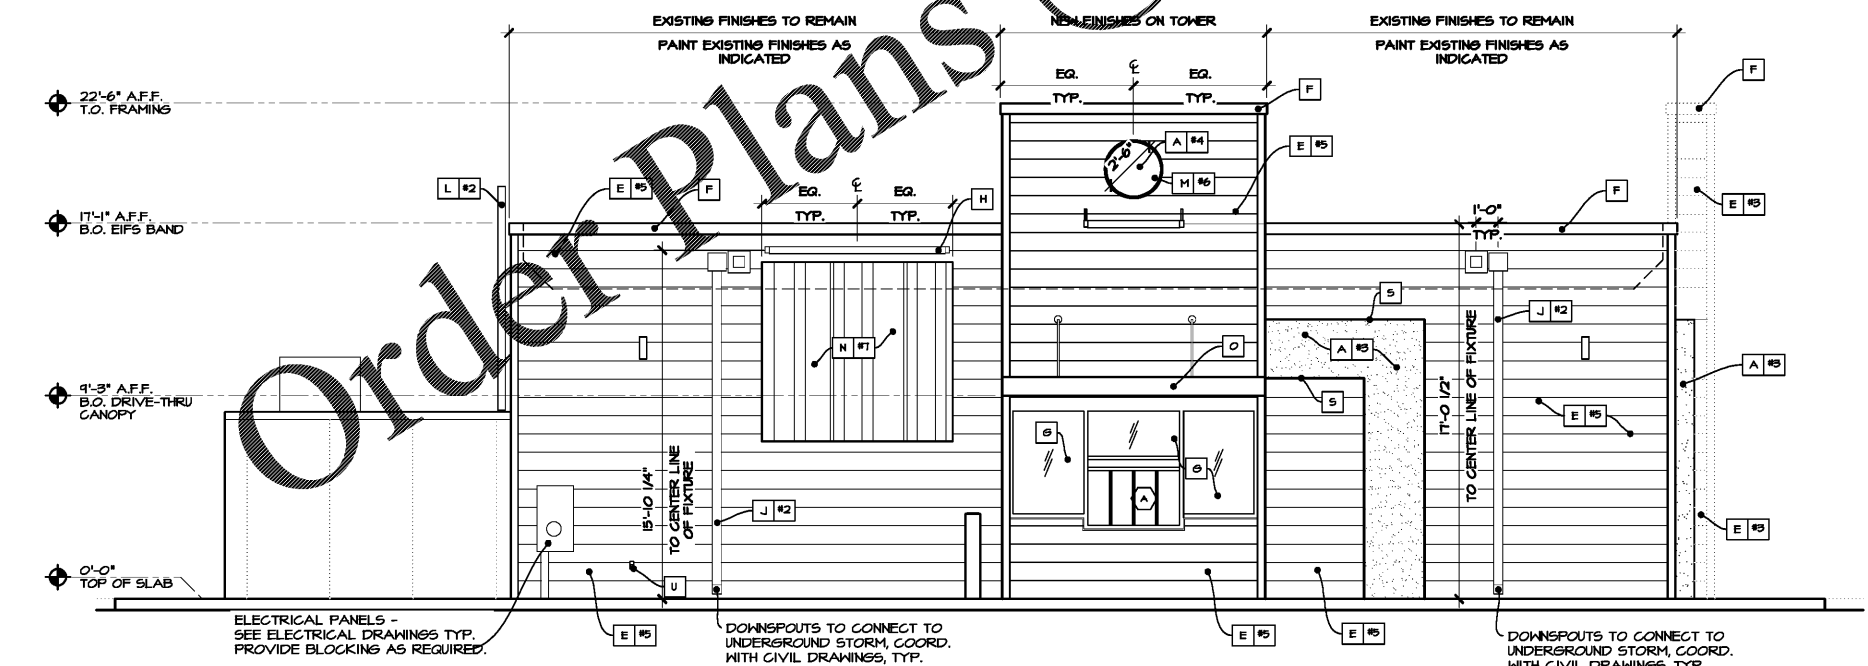 EXISTING FINISHES TO REMAIN
NEW FINISHES ON TOWER
EXISTING FINISHES TO REMAIN
PAINT EXISTING FINISHES AS
INDICATED
PAINT EXISTING FINISHES AS
INDICATED
Order Plans
EQ.
EQ.
TYP.
TYP.
F
F
22'-6" A.F.F.
T.O. FRAMING
A #4
E #5
2'-6"
M #6
L #2
E #5
F
EQ.
EQ.
TYP.
TYP.
H
F
E #3
17'-1" A.F.F.
B.O. EIFS BAND
1'-0"
TYP.
S
J #2
N #7
O
A #3
A #3
9'-3" A.F.F.
B.O. DRIVE-THRU
CANOPY
S
E #5
17'-0 1/2"
TO CENTER LINE OF FIXTURE
G
G
A
15'-10 1/4"
TO CENTER LINE
OF FIXTURE
J #2
E #3
0'-0"
TOP OF SLAB
U
ELECTRICAL PANELS -
SEE ELECTRICAL DRAWINGS TYP.
PROVIDE BLOCKING AS REQUIRED.
E #5
DOWNSPOUTS TO CONNECT TO
UNDERGROUND STORM, COORD.
WITH CIVIL DRAWINGS, TYP.
E #5
E #5
DOWNSPOUTS TO CONNECT TO
UNDERGROUND STORM, COORD.
WITH CIVIL DRAWINGS, TYP.